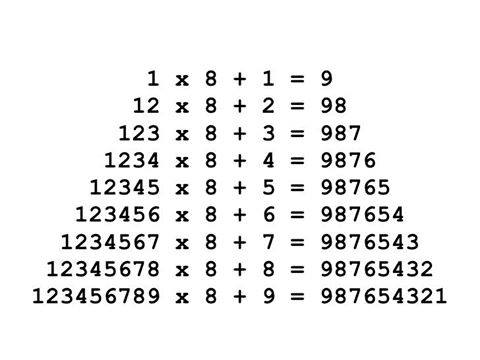 1 x 8 + 1 = 9
12 x 8 + 2 = 98
123 x 8 + 3 = 987
1234 x 8 + 4 = 9876
12345 x 8 + 5 = 98765
123456 x 8 + 6 = 987654
1234567 x 8 + 7 = 9876543
12345678 x 8 + 8 = 98765432
123456789 x 8 + 9 = 987654321